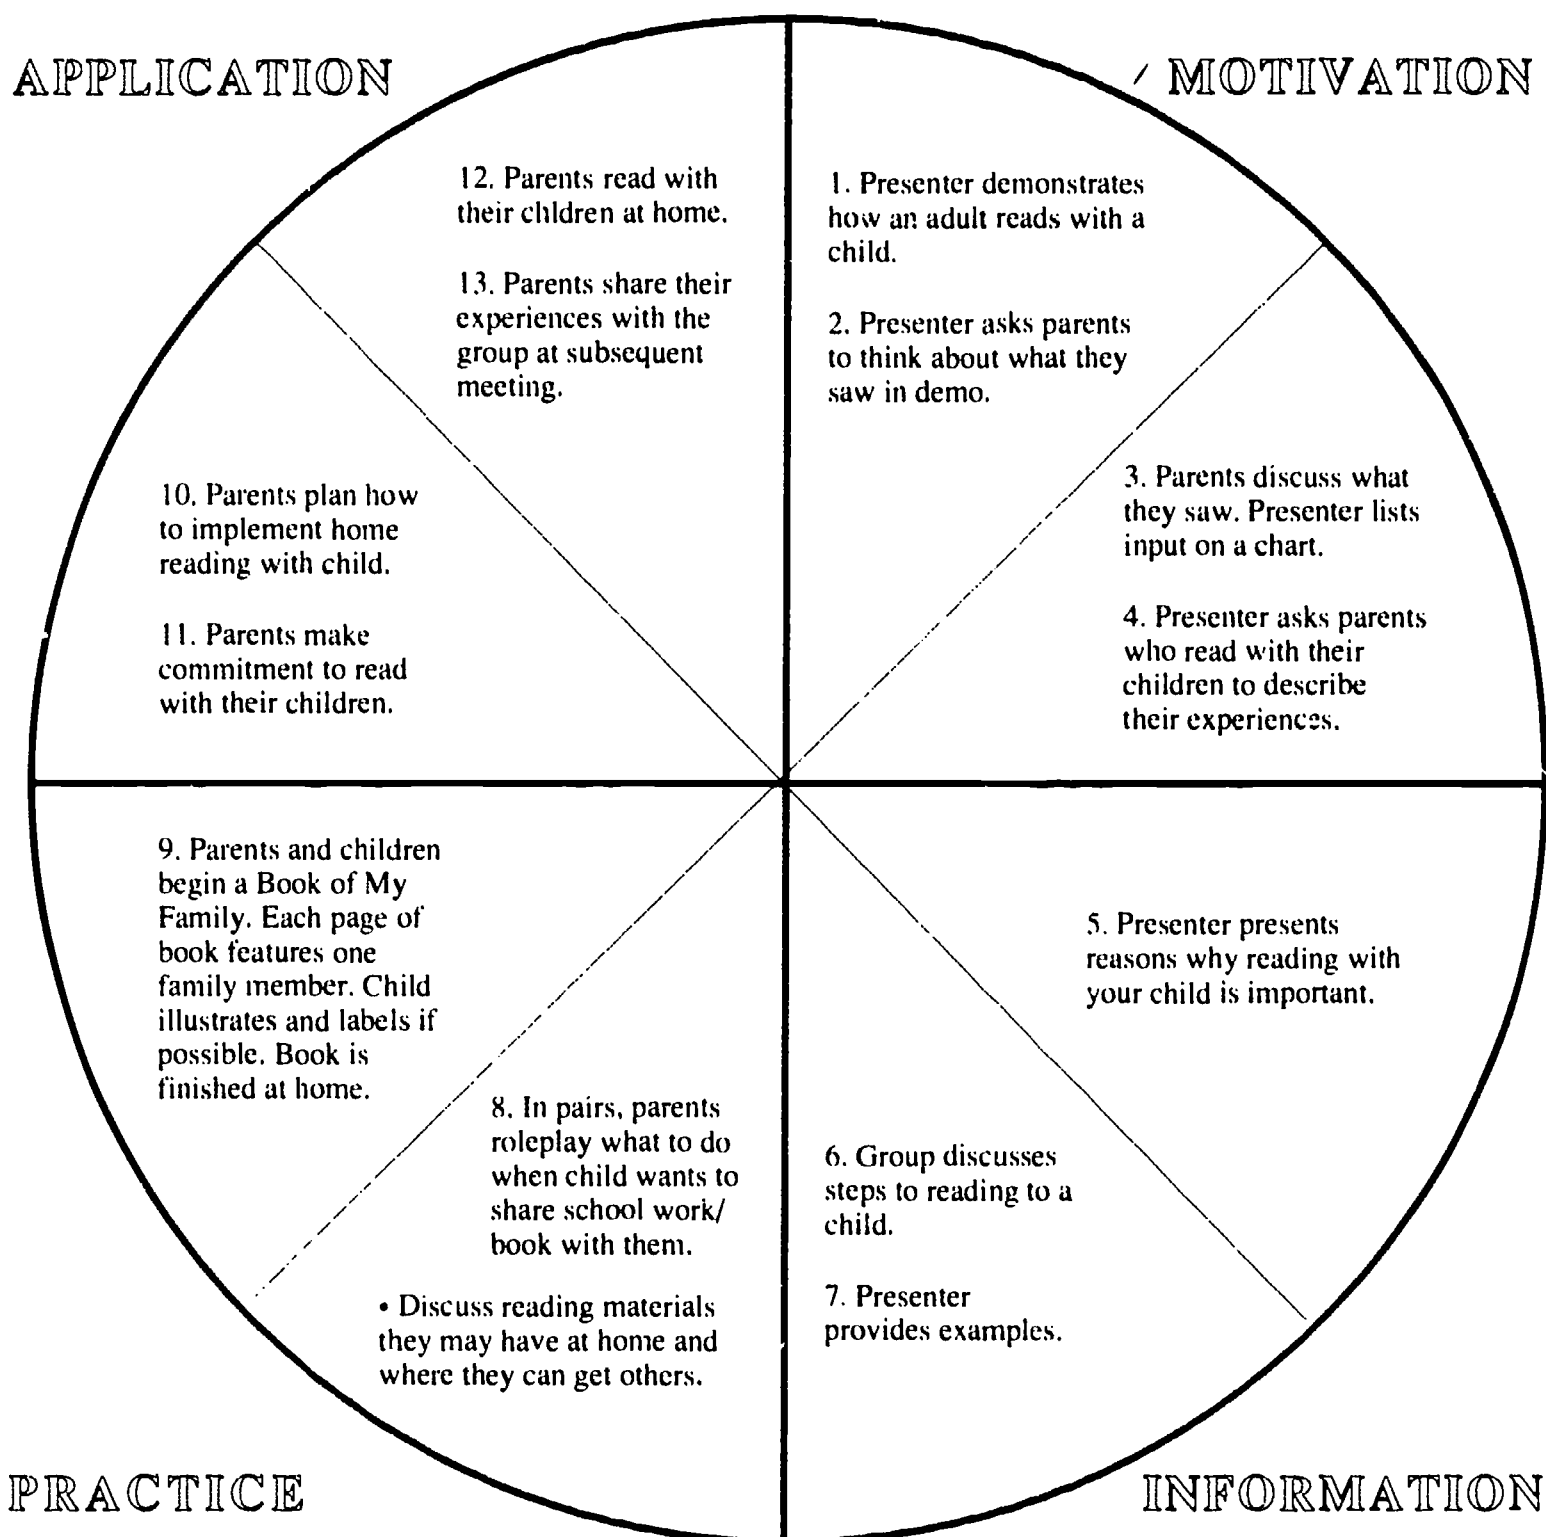 APPLICATION
MOTIVATION
1. Presenter demonstrates
how an adult reads with a
child.
2. Presenter asks parents
to think about what they
saw in demo.
3. Parents discuss what
they saw. Presenter lists
input on a chart.
4. Presenter asks parents
who read with their
children to describe
their experiences.
5. Presenter presents
reasons why reading with
your child is important.
6. Group discusses
steps to reading to a
child.
7. Presenter
provides examples.
8. In pairs, parents
roleplay what to do
when child wants to
share school work/
book with them.
• Discuss reading materials
they may have at home and
where they can get others.
9. Parents and children
begin a Book of My
Family. Each page of
book features one
family member. Child
illustrates and labels if
possible. Book is
finished at home.
10. Parents plan how
to implement home
reading with child.
11. Parents make
commitment to read
with their children.
12. Parents read with
their children at home.
13. Parents share their
experiences with the
group at subsequent
meeting.
PRACTICE
INFORMATION